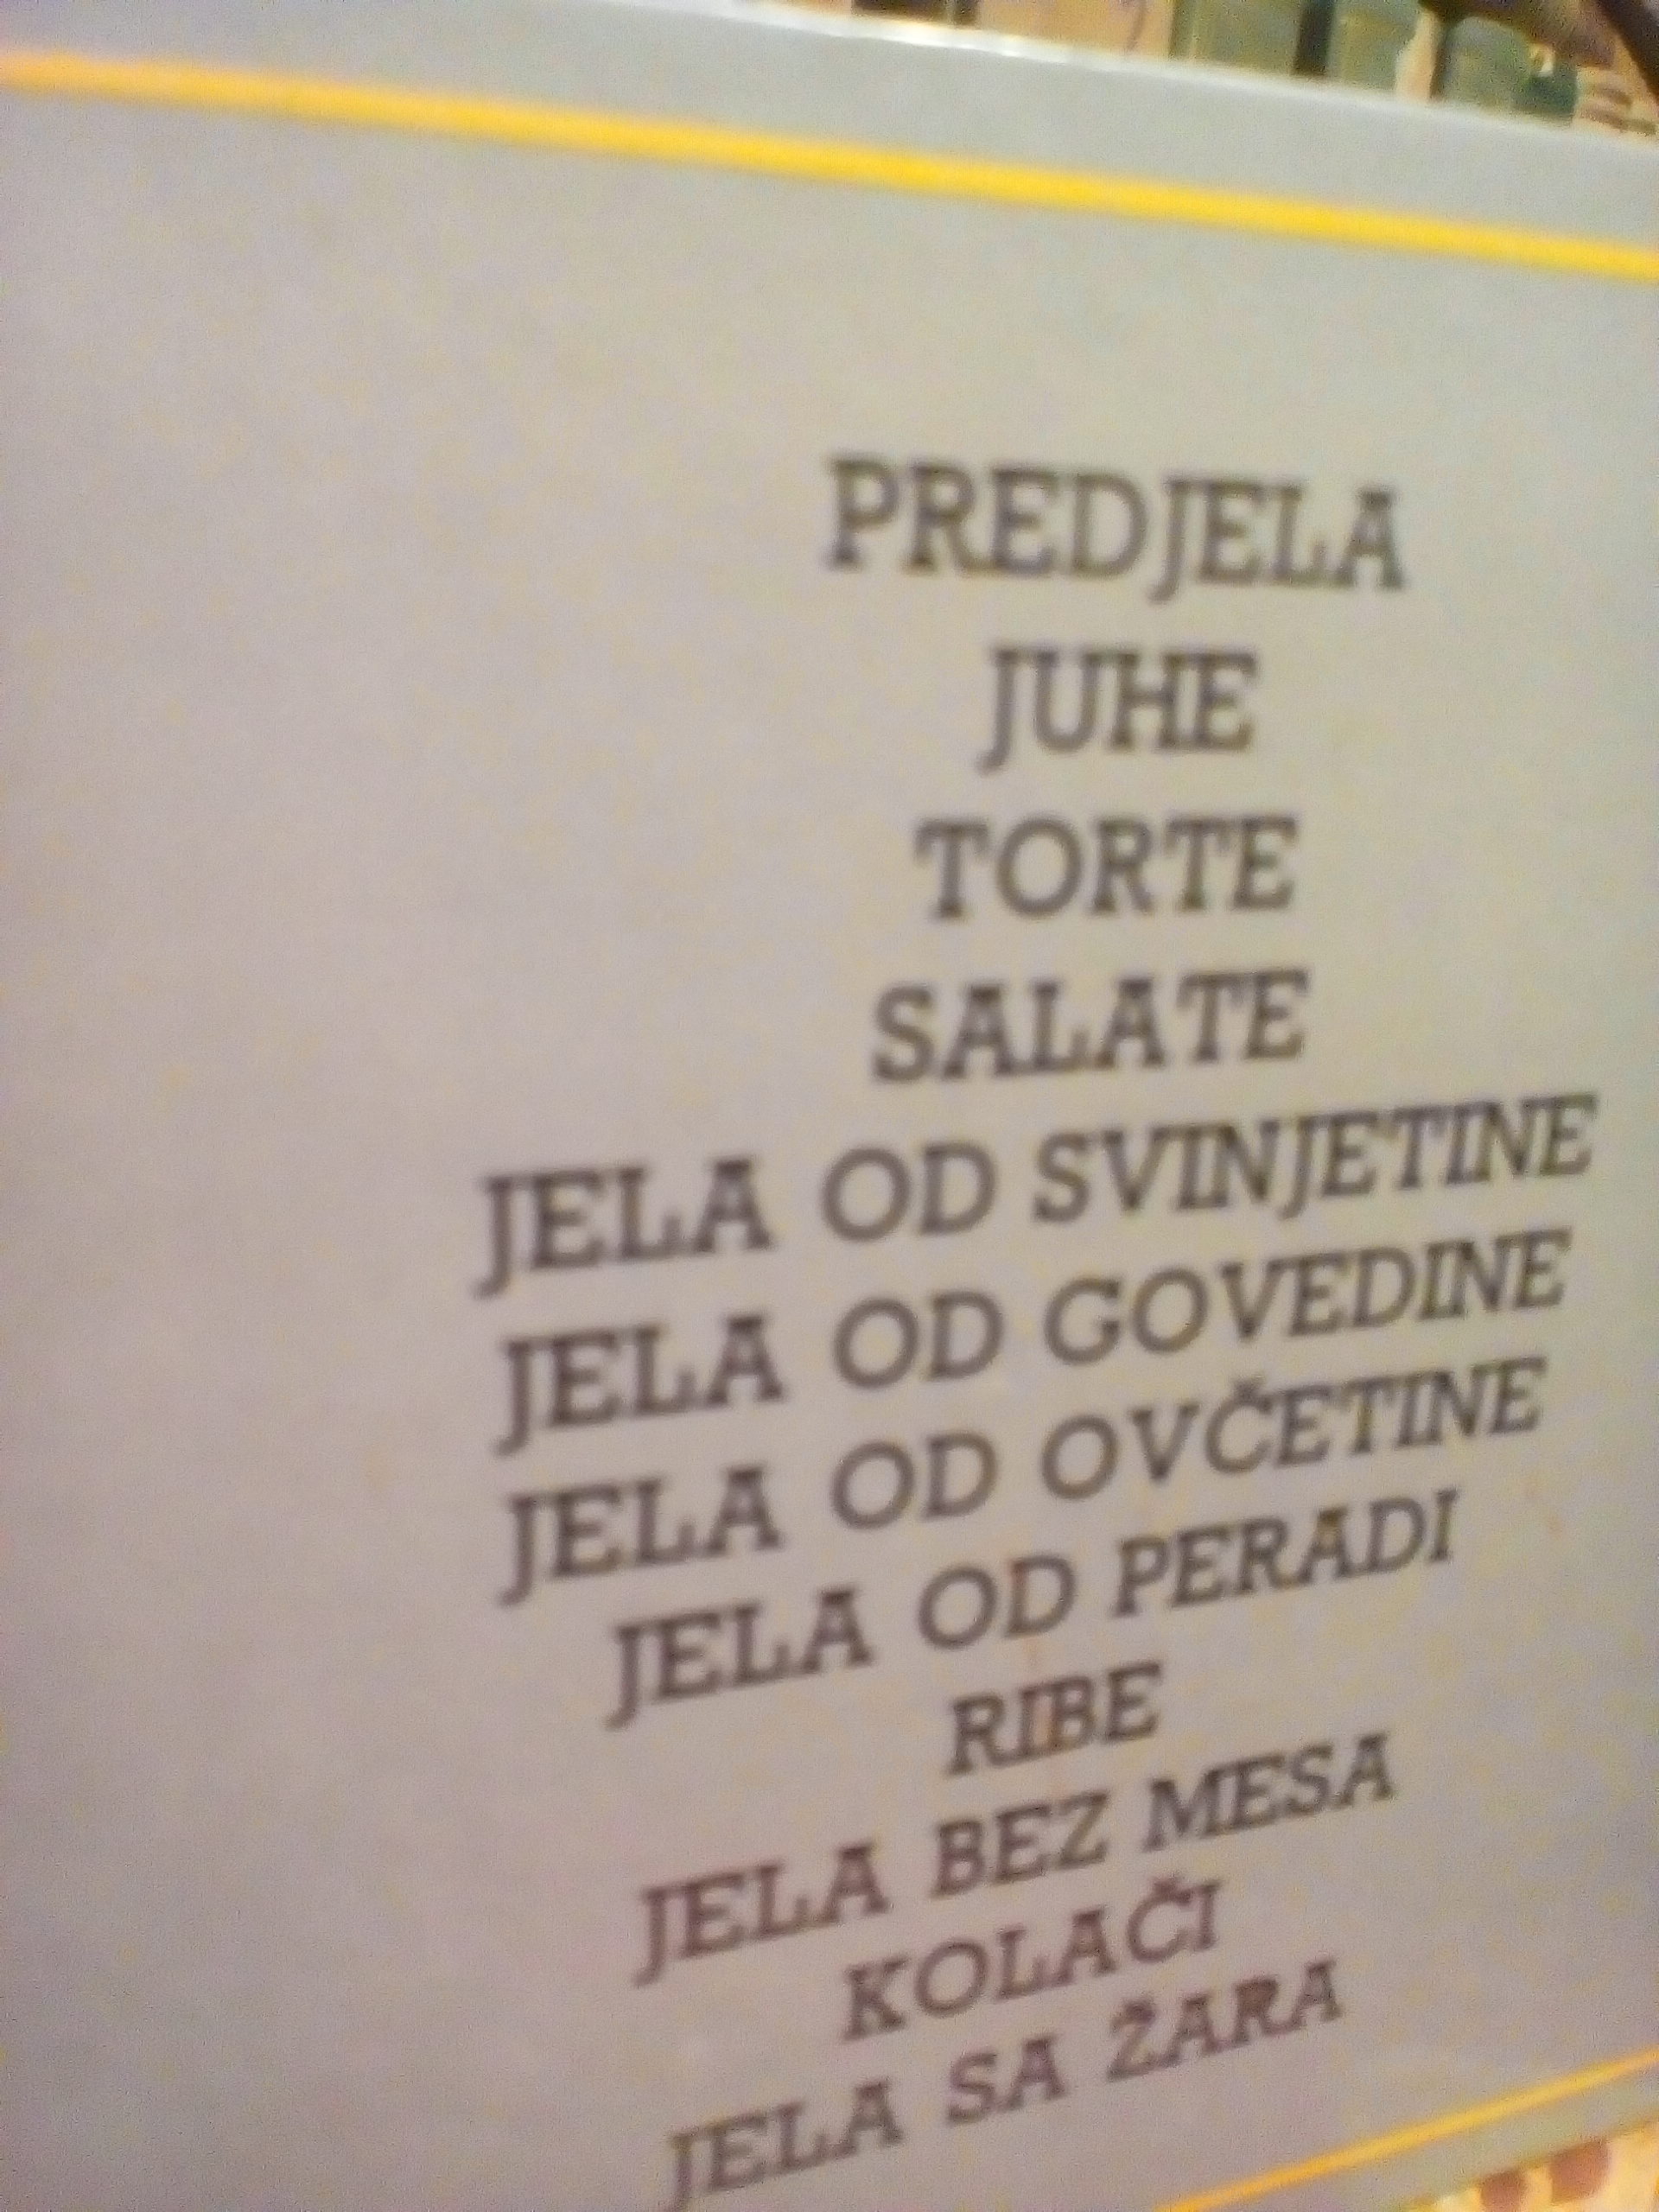 PREDJELA
JUHE
TORTE
SALATE
JELA OD SVINJETINE
JELA OD GOVEDINE
JELA OD OVČETINE
JELA OD PERADI
RIBE
JELA BEZ MESA
KOLAČI
JELA SA ŽARA